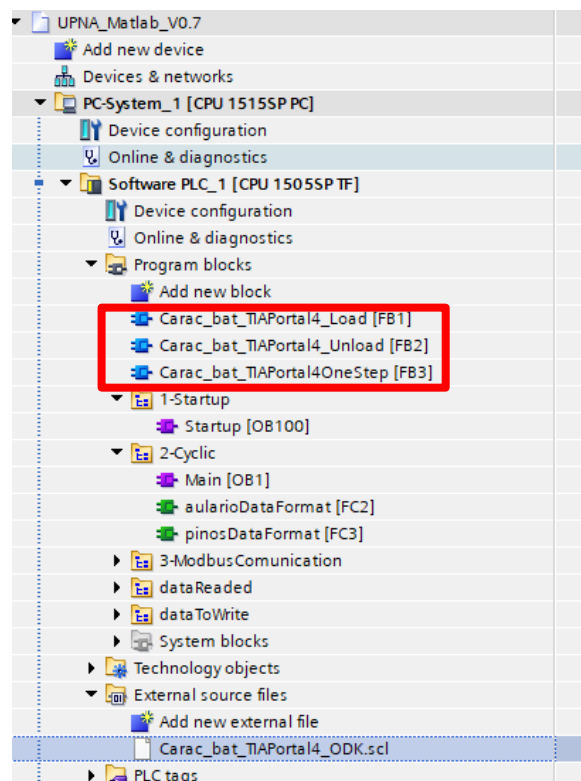 UPNA_Matlab_V0.7
Add new device
Devices & networks
PC-System_1 [CPU 1515SP PC]
Device configuration
Online & diagnostics
Software PLC_1 [CPU 1505SP TF]
Device configuration
Online & diagnostics
Program blocks
Add new block
Carac_bat_TIAPortal4_Load [FB1]
Carac_bat_TIAPortal4_Unload [FB2]
Carac_bat_TIAPortal4OneStep [FB3]
1-Startup
Startup [OB100]
2-Cyclic
Main [OB1]
aularioDataFormat [FC2]
pinosDataFormat [FC3]
3-ModbusComunication
dataReaded
dataToWrite
System blocks
Technology objects
External source files
Add new external file
Carac_bat_TIAPortal4_ODK.scl
PLC tags